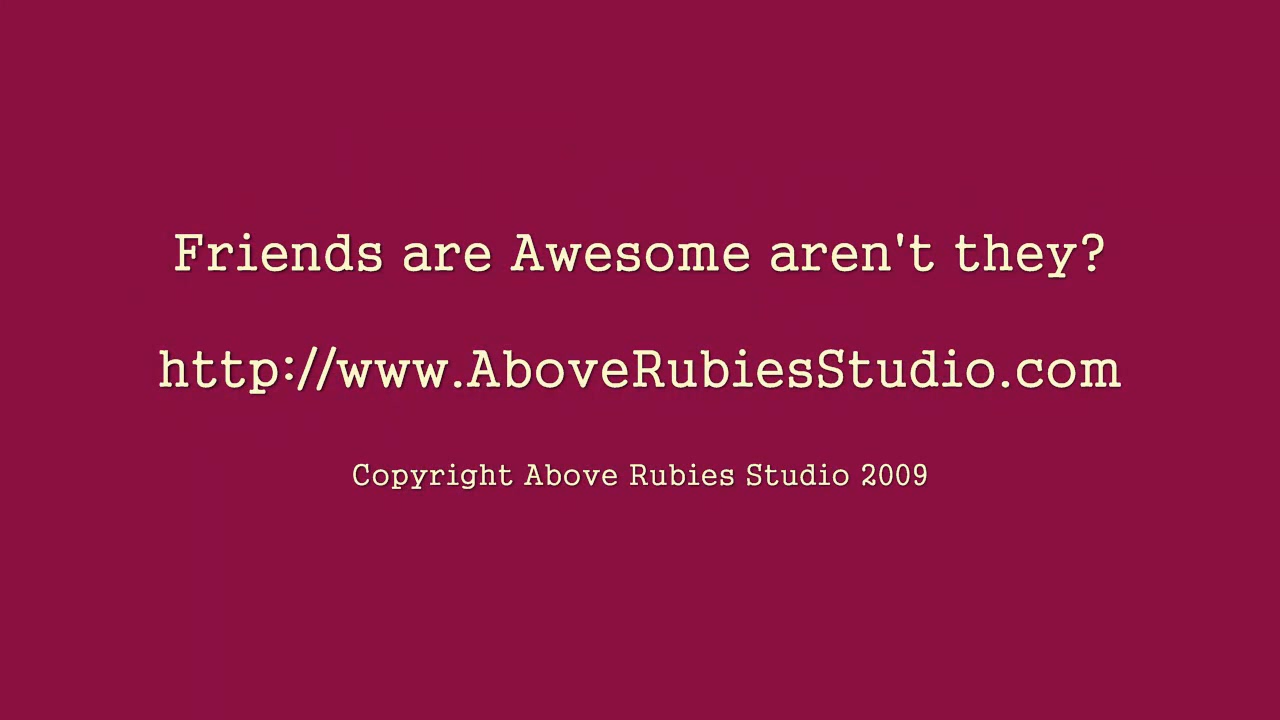 Friends are Awesome aren't they?
http://www.AboveRubiesStudio.com
Copyright Above Rubies Studio 2009